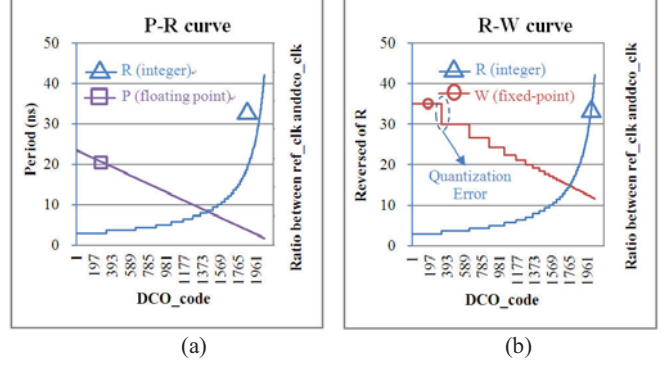 P-R curve
50
40
30
20
10
0
R (integer)
P (floating point)
Period (ns)
Ratio between ref_clk anddco_clk
1
197
393
589
785
981
1177
1373
1569
1765
1961
DCO_code
(a)
R-W curve
50
40
30
20
10
0
R (integer)
W (fixed-point)
Quantization
Error
Reversed of R
Ratio between ref_clk anddco_clk
1
197
393
589
785
981
1177
1373
1569
1765
1961
DCO_code
(b)